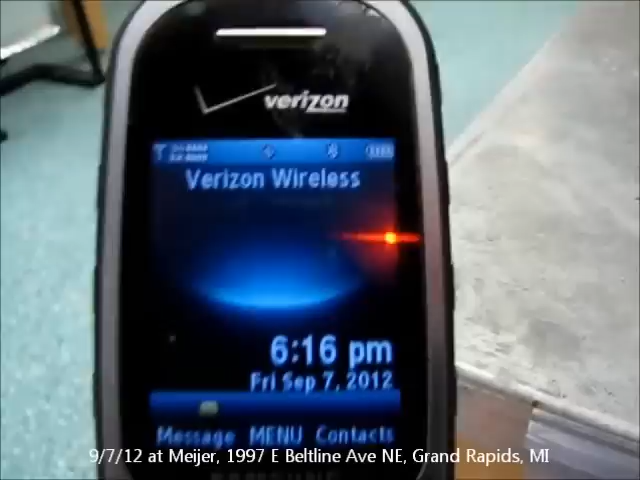 verizon
Verizon Wireless
6:16 pm
Fri Sep 7, 2012
Message MENU Contacts
9/7/12 at Meijer, 1997 E Beltline Ave NE, Grand Rapids, MI
SAMSUNG